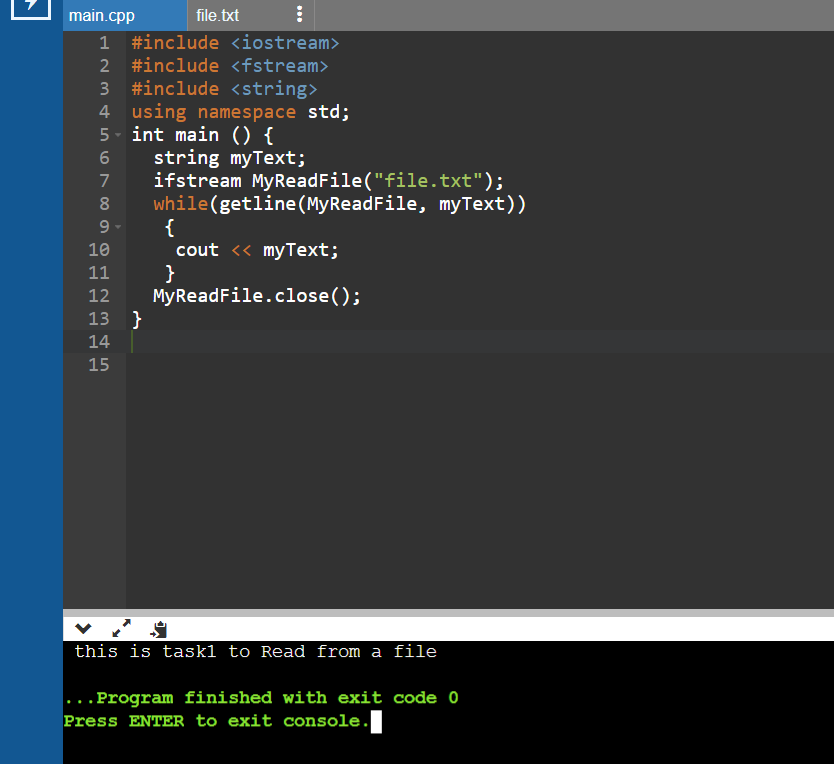 main.cpp file.txt
1 #include <iostream>
2 #include <fstream>
3 #include <string>
4 using namespace std;
5 int main () {
6 string myText;
7 ifstream MyReadFile("file.txt");
8 while(getline(MyReadFile, myText))
9 {
10 cout << myText;
11 }
12 MyReadFile.close();
13 }
14
15
this is task1 to Read from a file
...Program finished with exit code 0
Press ENTER to exit console.